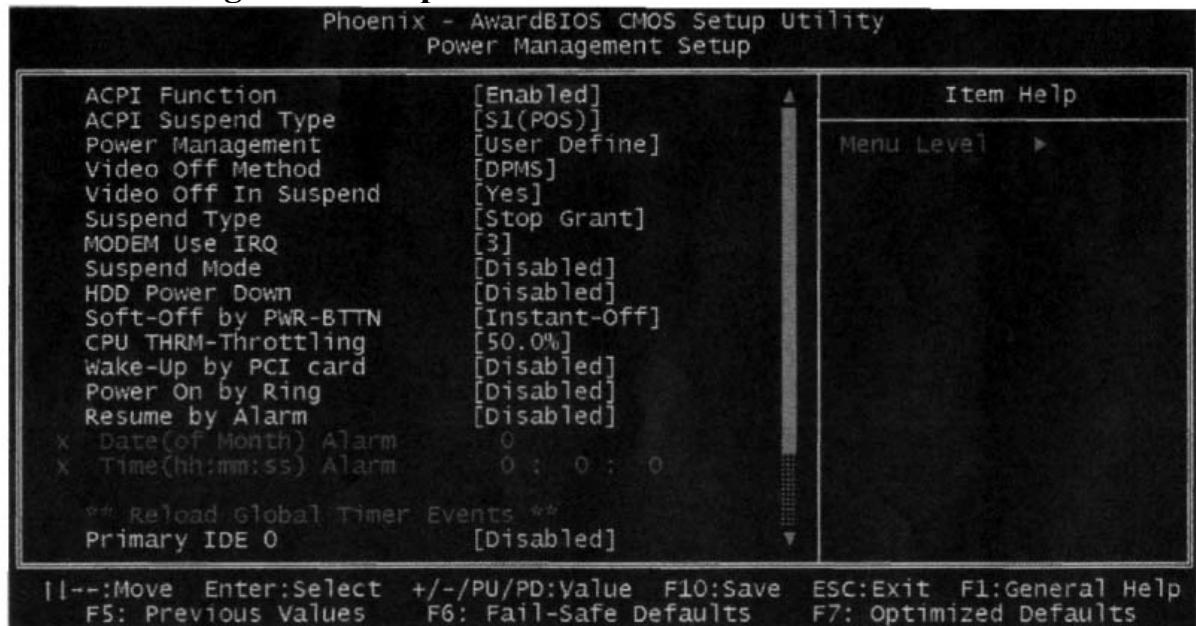 Phoenix - AwardBIOS CMOS Setup Utility
Power Management Setup
ACPI Function [Enabled]
ACPI Suspend Type [S1(POS)]
Power Management [User Define]
Video Off Method [DPMS]
Video Off In Suspend [Yes]
Suspend Type [Stop Grant]
MODEM Use IRQ [3]
Suspend Mode [Disabled]
HDD Power Down [Disabled]
Soft-Off by PWR-BTTN [Instant-Off]
CPU THRM-Throttling [50.0%]
Wake-Up by PCI card [Disabled]
Power On by Ring [Disabled]
Resume by Alarm [Disabled]
x Date(of Month) Alarm 0
x Time(hh:mm:ss) Alarm 0 : 0 : 0
** Reload Global Timer Events **
Primary IDE 0 [Disabled]
Item Help
Menu Level ▶
:Move Enter:Select +/-/PU/PD:Value F10:Save ESC:Exit F1:General Help
F5: Previous Values F6: Fail-Safe Defaults F7: Optimized Defaults